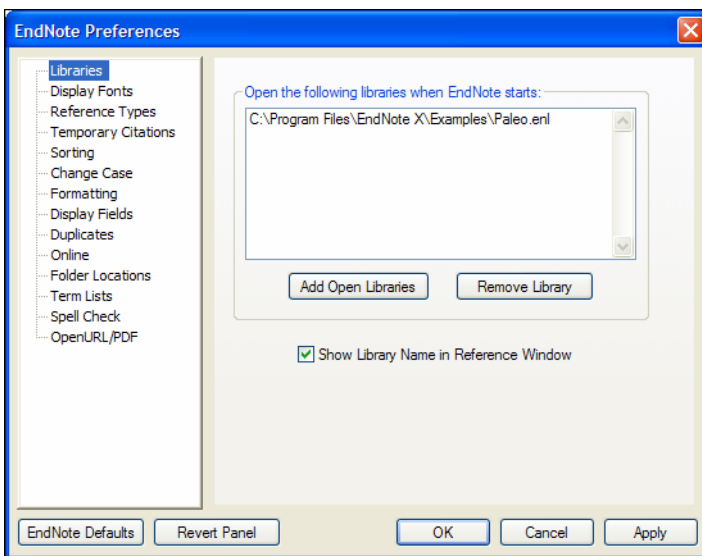 EndNote Preferences
Libraries
Display Fonts
Reference Types
Temporary Citations
Sorting
Change Case
Formatting
Display Fields
Duplicates
Online
Folder Locations
Term Lists
Spell Check
OpenURL/PDF
Open the following libraries when EndNote starts:
C:\Program Files\EndNote X\Examples\Paleo.enl
Add Open Libraries Remove Library
Show Library Name in Reference Window
EndNote Defaults Revert Panel OK Cancel Apply